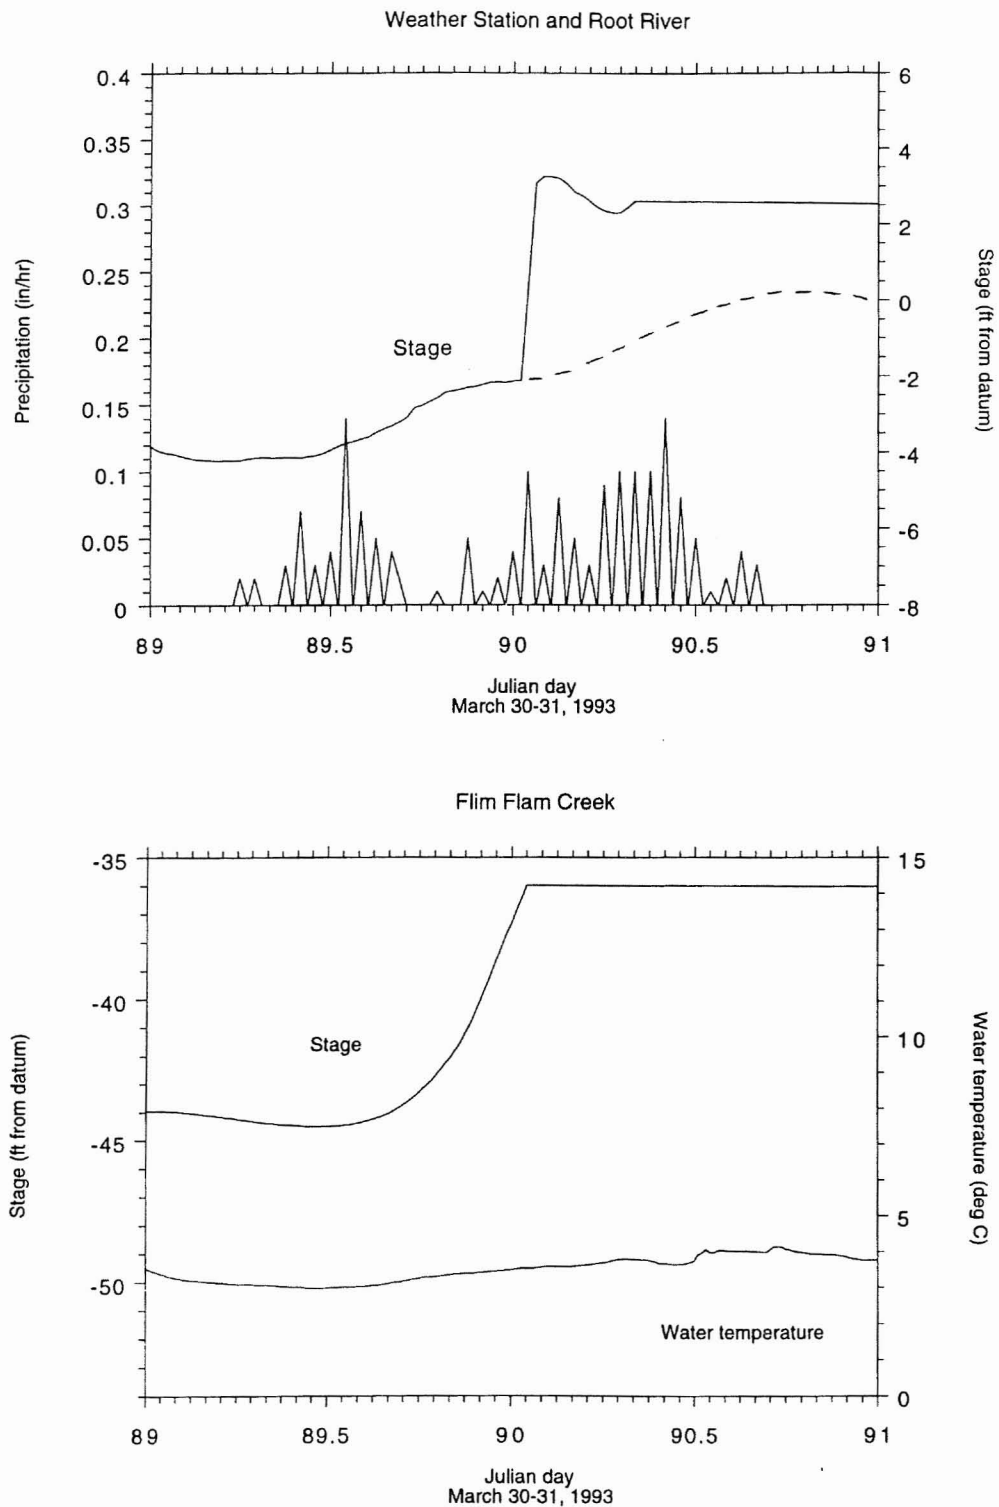 Weather Station and Root River
0.4
0.35
0.3
0.25
0.2
0.15
0.1
0.05
0
Precipitation (in/hr)
Stage
6
4
2
0
-2
-4
-6
-8
Stage (ft from datum)
89
89.5
90
90.5
91
Julian day
March 30-31, 1993
Flim Flam Creek
-35
-40
-45
-50
Stage (ft from datum)
Stage
Water temperature
15
10
5
0
Water temperature (deg C)
89
89.5
90
90.5
91
Julian day
March 30-31, 1993